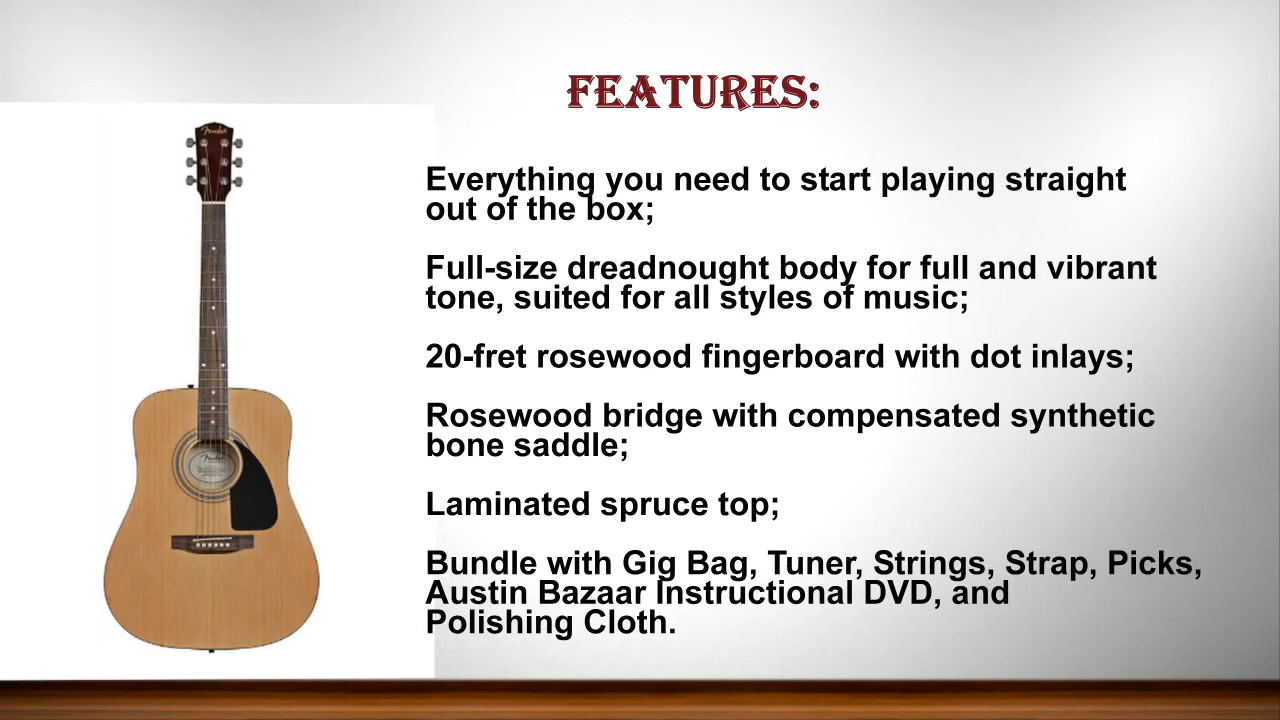 FEATURES:
Fender
Everything you need to start playing straight
out of the box;
Full-size dreadnought body for full and vibrant
tone, suited for all styles of music;
20-fret rosewood fingerboard with dot inlays;
Rosewood bridge with compensated synthetic
bone saddle;
Laminated spruce top;
Bundle with Gig Bag, Tuner, Strings, Strap, Picks,
Austin Bazaar Instructional DVD, and
Polishing Cloth.
Fender